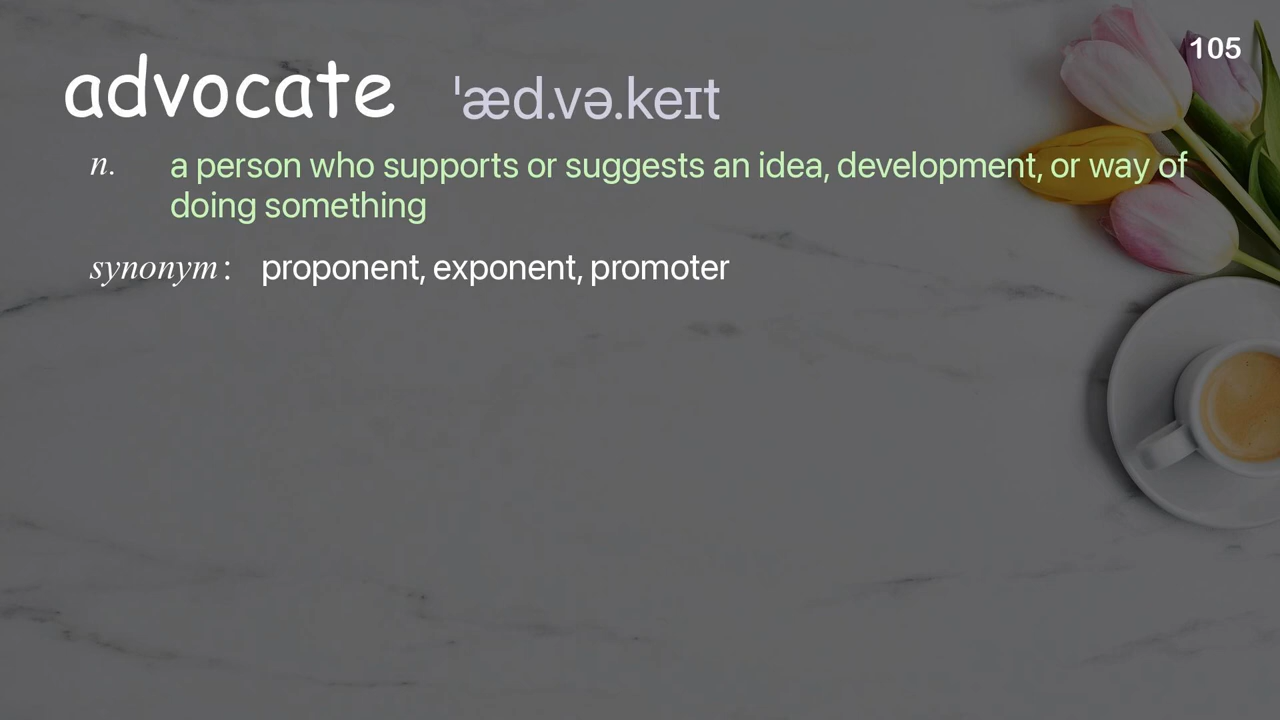 105
advocate ˈæd.və.keɪt
n. a person who supports or suggests an idea, development, or way of
doing something
synonym: proponent, exponent, promoter